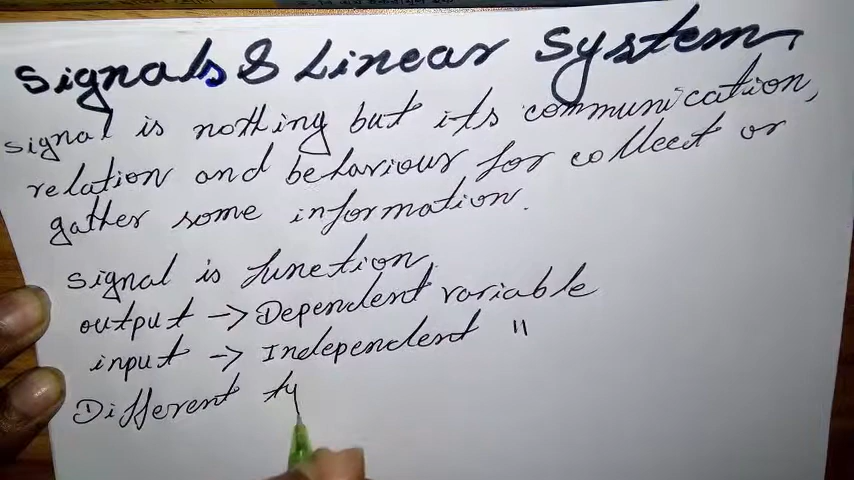 Signals & Linear System
signal is nothing but its communication,
relation and behaviour for collect or
gather some information.
signal is function.
output -> Dependent variable
input -> Independent "
Different ty